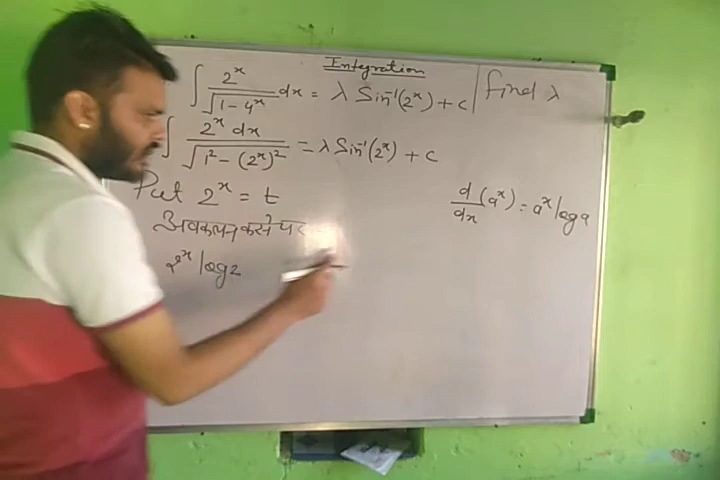 Integration
∫ 2^x / √(1 - 4^x) dx = λ Sin⁻¹(2^x) + c | find λ
∫ 2^x dx / √(1² - (2^x)²) = λ Sin⁻¹(2^x) + c
Put 2^x = t
अवकलन करने पर
2^x log2
d/dx (a^x) = a^x log a